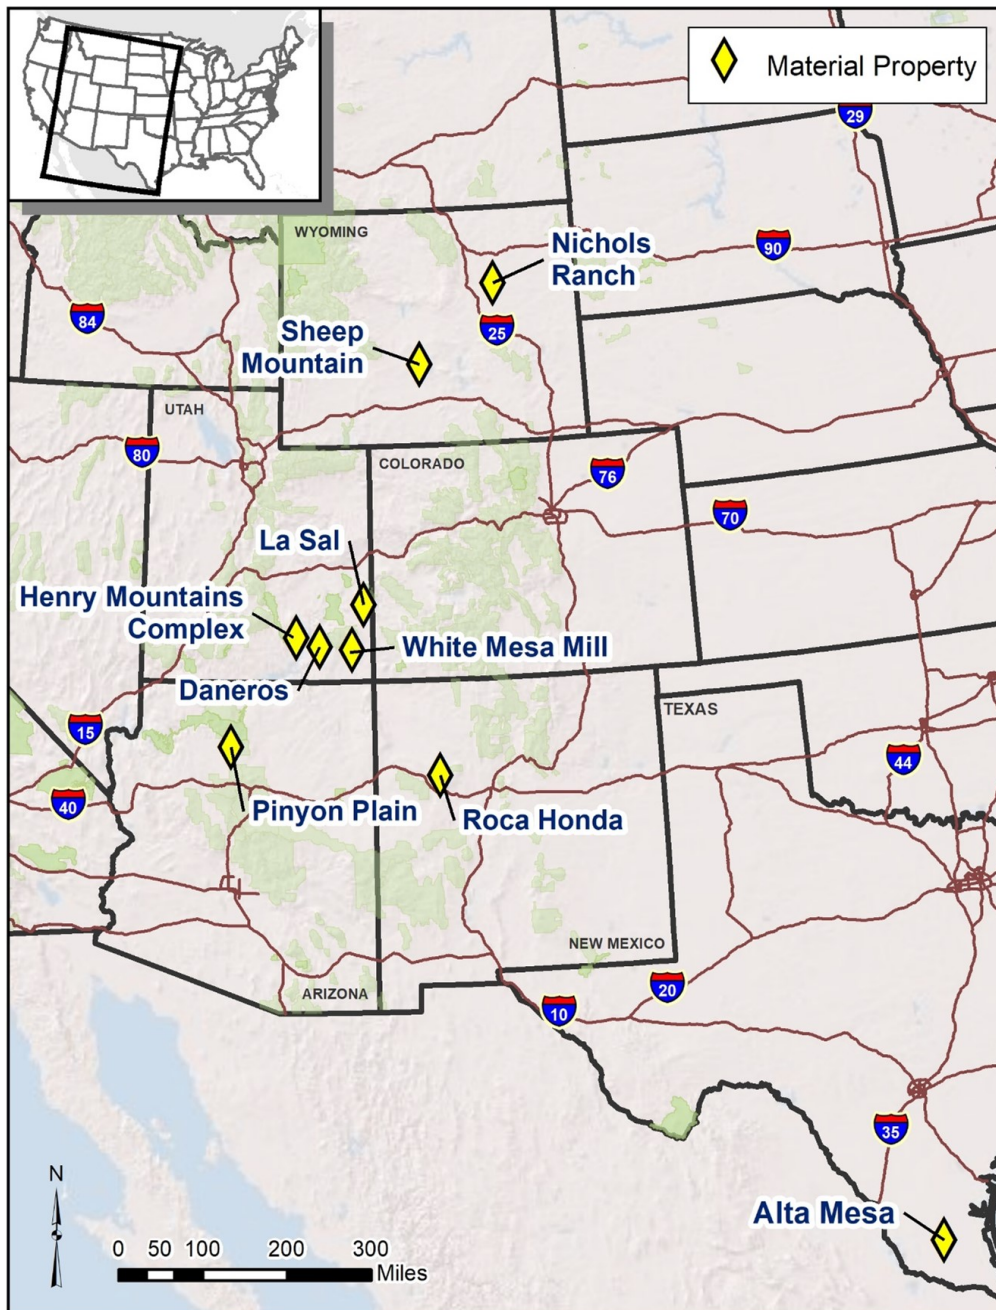 Material Property
29
WYOMING
Nichols
Ranch
90
84
25
Sheep
Mountain
UTAH
80
COLORADO
76
70
La Sal
Henry Mountains
Complex
White Mesa Mill
Daneros
TEXAS
15
44
40
Pinyon Plain
Roca Honda
NEW MEXICO
ARIZONA
20
10
35
N
Alta Mesa
0 50 100 200 300
Miles